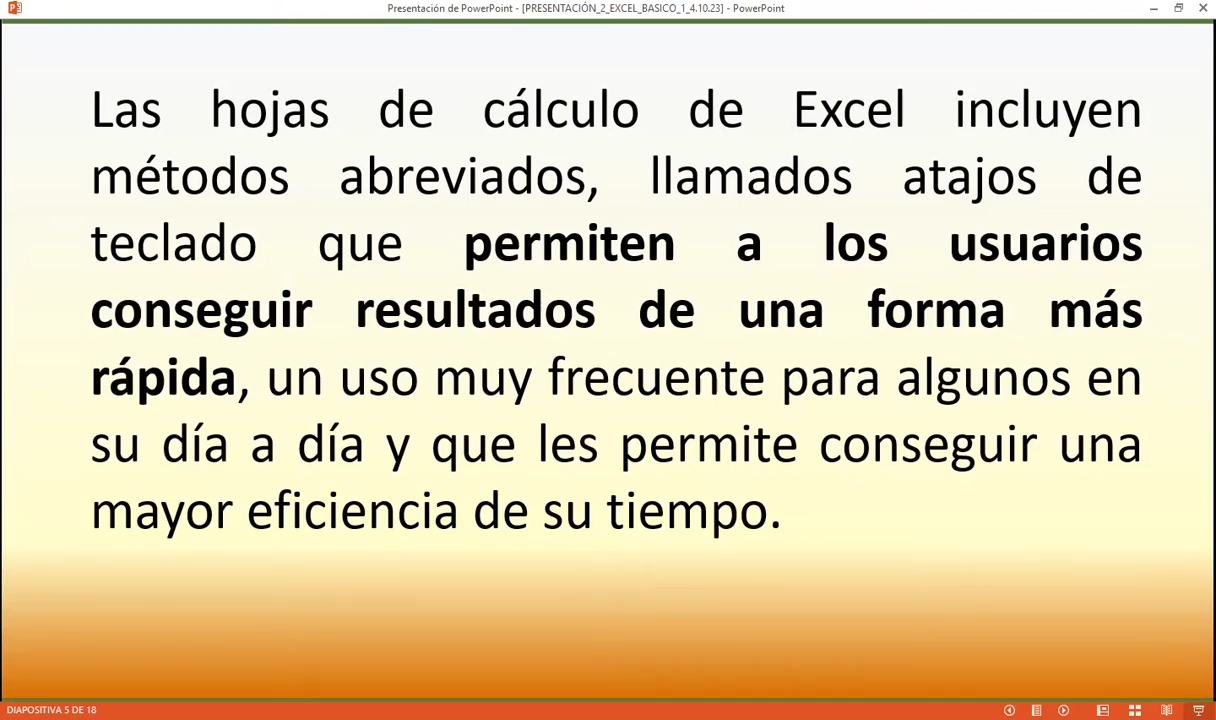 Presentación de PowerPoint - [PRESENTACIÓN_2_EXCEL_BASICO_1_4.10.23] - PowerPoint
Las hojas de cálculo de Excel incluyen
métodos abreviados, llamados atajos de
teclado que permiten a los usuarios
conseguir resultados de una forma más
rápida, un uso muy frecuente para algunos en
su día a día y que les permite conseguir una
mayor eficiencia de su tiempo.
DIAPOSITIVA 5 DE 18